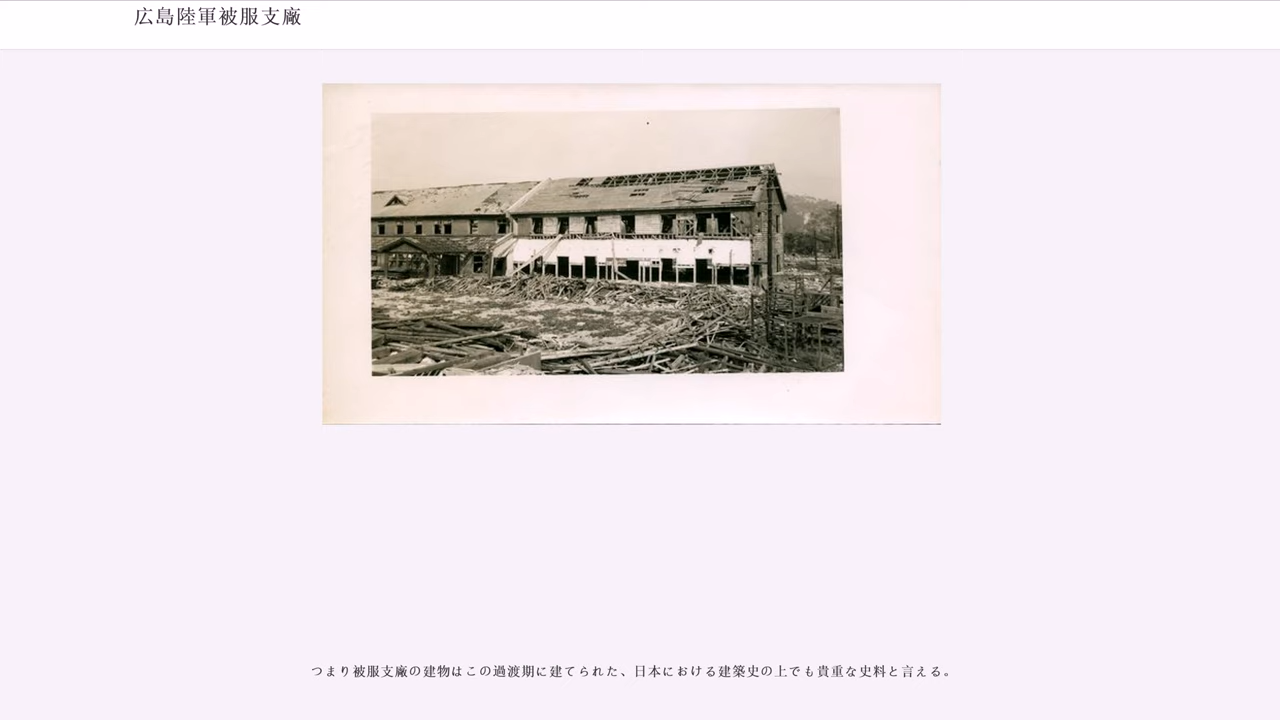 広島陸軍被服支廠
つまり被服支廠の建物はこの過渡期に建てられた、日本における建築史の上でも貴重な史料と言える。